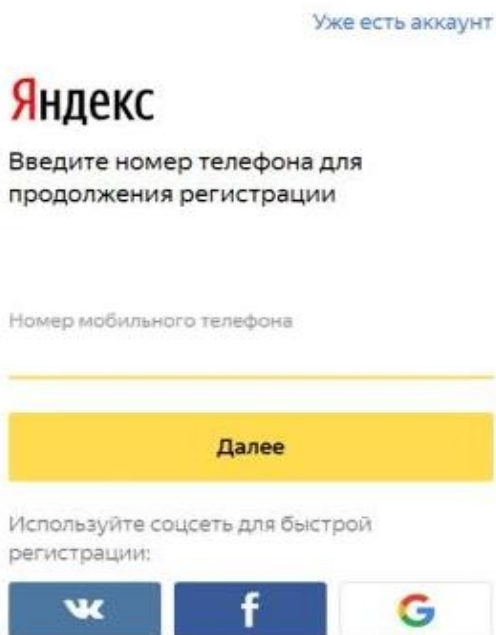 Уже есть аккаунт
Яндекс
Введите номер телефона для
продолжения регистрации
Номер мобильного телефона
Далее
Используйте соцсеть для быстрой
регистрации: